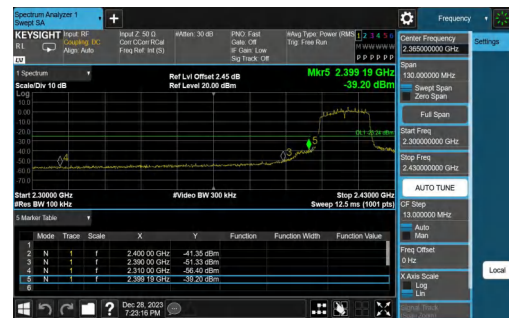 Spectrum Analyzer 1
Swept SA
Frequency
KEYSIGHT Input: RF
Coupling: DC
Align: Auto
Input Z: 50 Ω
Corr CCorr RCal
Freq Ref: Int (S)
#Atten: 30 dB
PNO: Fast
Gate: Off
IF Gain: Low
Sig Track: Off
#Avg Type: Power (RMS)
Trig: Free Run
1 2 3 4 5 6
M W W W W W
P P P P P P
RL
LXI
Center Frequency
2.365000000 GHz
Settings
1 Spectrum
Scale/Div 10 dB
Ref Lvl Offset 2.45 dB
Ref Level 20.00 dBm
Mkr5 2.399 19 GHz
-39.20 dBm
Span
130.000000 MHz
Swept Span
Zero Span
Full Span
Log
10.0
0.00
-10.0
-20.0
-30.0
-40.0
-50.0
-60.0
-70.0
DL1 -20.24 dBm
5
3
4
Start Freq
2.300000000 GHz
Stop Freq
2.430000000 GHz
AUTO TUNE
Start 2.30000 GHz
#Res BW 100 kHz
#Video BW 300 kHz
Stop 2.43000 GHz
Sweep 12.5 ms (1001 pts)
CF Step
13.000000 MHz
Auto
Man
5 Marker Table
Mode Trace Scale X Y Function Function Width Function Value
1
2 N 1 f 2.400 00 GHz -41.35 dBm
3 N 1 f 2.390 00 GHz -51.33 dBm
4 N 1 f 2.310 00 GHz -56.40 dBm
5 N 1 f 2.399 19 GHz -39.20 dBm
6
Freq Offset
0 Hz
X Axis Scale
Log
Lin
Local
Signal Track
Dec 28, 2023
7:23:16 PM